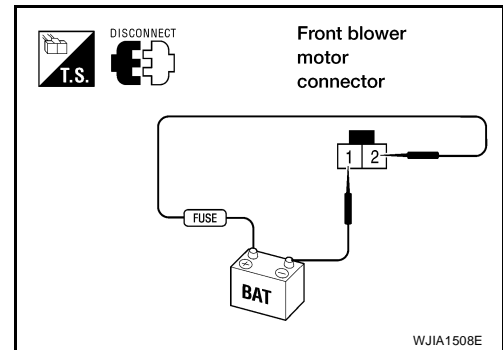 T.S.
DISCONNECT
Front blower
motor
connector
1 2
FUSE
+ -
BAT
WJIA1508E